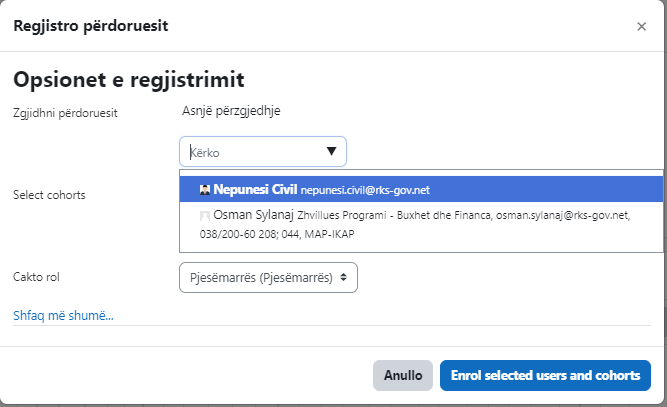 Regjistro përdoruesit
×
Opsionet e regjistrimit
Zgjidhni përdoruesit
Asnjë përzgjedhje
Kërko
Nepunesi Civil nepunesi.civil@rks-gov.net
Select cohorts
Osman Sylanaj Zhvillues Programi - Buxhet dhe Financa, osman.sylanaj@rks-gov.net,
038/200-60 208; 044, MAP-IKAP
Cakto rol
Pjesëmarrës (Pjesëmarrës)
Shfaq më shumë...
Anullo
Enrol selected users and cohorts